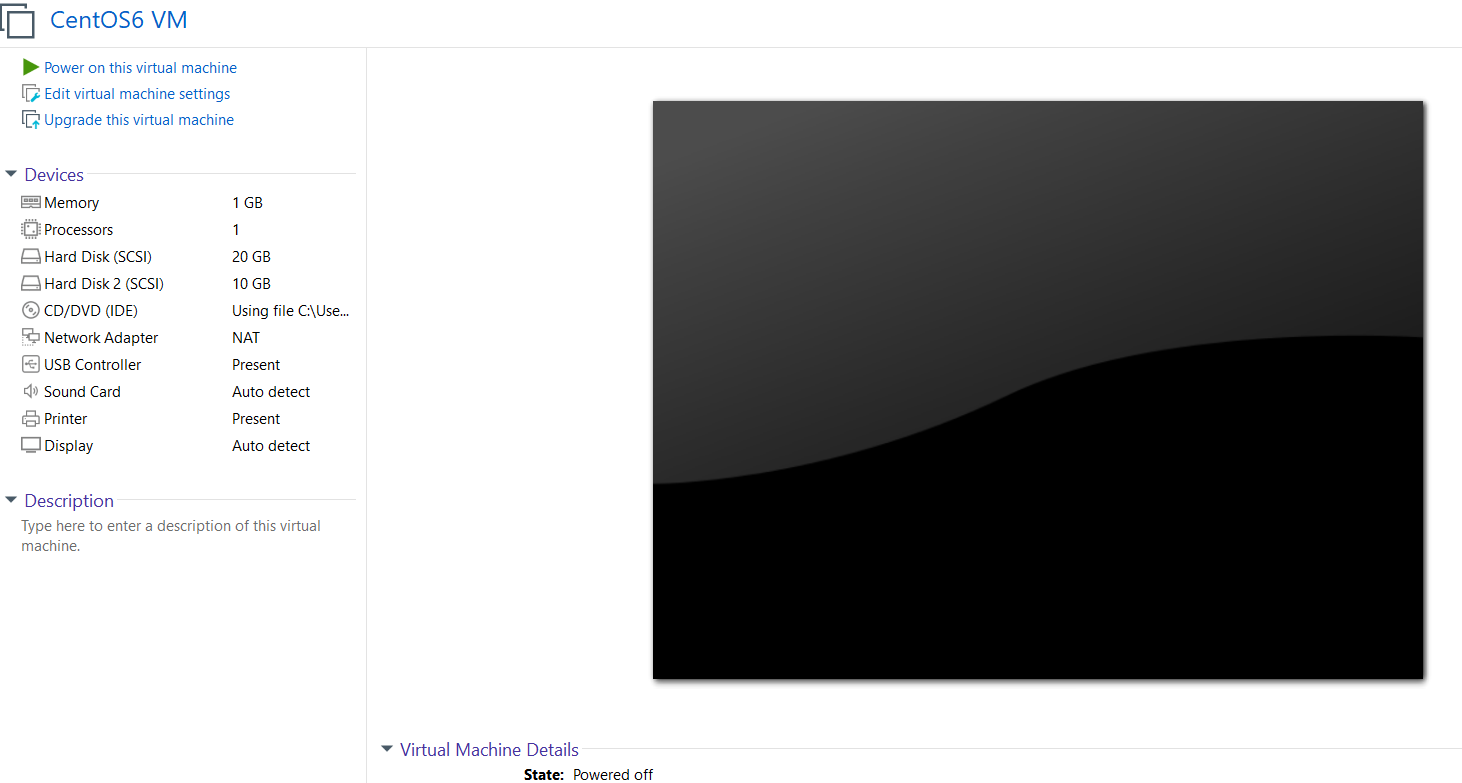 CentOS6 VM
Power on this virtual machine
Edit virtual machine settings
Upgrade this virtual machine
Devices
Memory 1 GB
Processors 1
Hard Disk (SCSI) 20 GB
Hard Disk 2 (SCSI) 10 GB
CD/DVD (IDE) Using file C:\Use...
Network Adapter NAT
USB Controller Present
Sound Card Auto detect
Printer Present
Display Auto detect
Description
Type here to enter a description of this virtual
machine.
Virtual Machine Details
State: Powered off